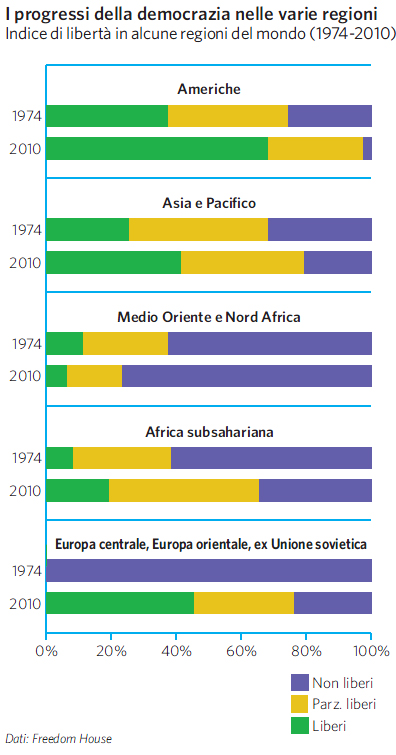 I progressi della democrazia nelle varie regioni
Indice di libertà in alcune regioni del mondo (1974-2010)
Americhe
1974
2010
Asia e Pacifico
1974
2010
Medio Oriente e Nord Africa
1974
2010
Africa subsahariana
1974
2010
Europa centrale, Europa orientale, ex Unione sovietica
1974
2010
0% 20% 40% 60% 80% 100%
Non liberi
Parz. liberi
Liberi
Dati: Freedom House